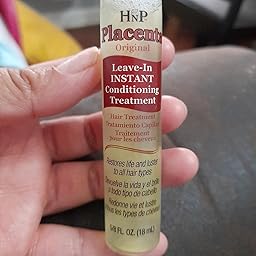 HNP
Placenta
Original
Leave-In
INSTANT
Conditioning
Treatment
Hair Treatment
Tratamiento Capilar
Traitement
pour les cheveux
Restores life and luster
to all hair types
Devuelve la vida y el brillo
a todo tipo de cabello
Redonne vie et lustre
à tous les types de cheveux
5/8 FL. OZ. (18 mL)